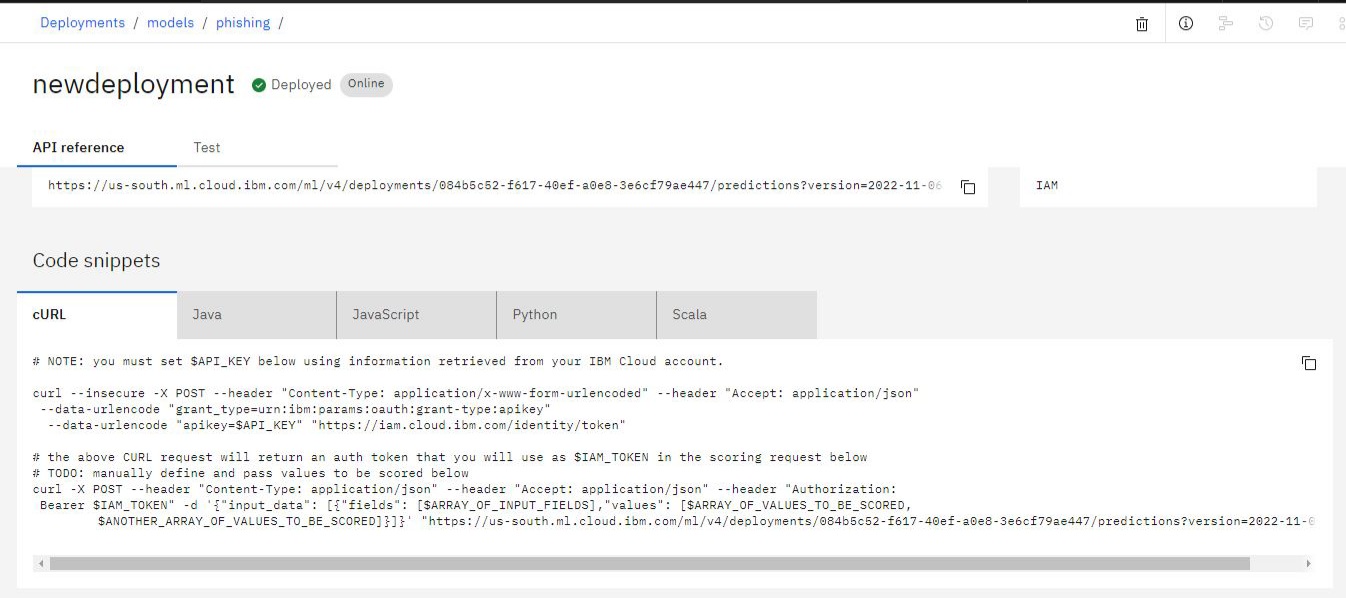 Deployments / models / phishing /
newdeployment Deployed Online
API reference Test
https://us-south.ml.cloud.ibm.com/ml/v4/deployments/084b5c52-f617-40ef-a0e8-3e6cf79ae447/predictions?version=2022-11-06 IAM
Code snippets
cURL Java JavaScript Python Scala
# NOTE: you must set $API_KEY below using information retrieved from your IBM Cloud account.
curl --insecure -X POST --header "Content-Type: application/x-www-form-urlencoded" --header "Accept: application/json"
--data-urlencode "grant_type=urn:ibm:params:oauth:grant-type:apikey"
--data-urlencode "apikey=$API_KEY" "https://iam.cloud.ibm.com/identity/token"
# the above CURL request will return an auth token that you will use as $IAM_TOKEN in the scoring request below
# TODO: manually define and pass values to be scored below
curl -X POST --header "Content-Type: application/json" --header "Accept: application/json" --header "Authorization:
Bearer $IAM_TOKEN" -d '{"input_data": [{"fields": [$ARRAY_OF_INPUT_FIELDS],"values": [$ARRAY_OF_VALUES_TO_BE_SCORED,
$ANOTHER_ARRAY_OF_VALUES_TO_BE_SCORED]}]}' "https://us-south.ml.cloud.ibm.com/ml/v4/deployments/084b5c52-f617-40ef-a0e8-3e6cf79ae447/predictions?version=2022-11-0